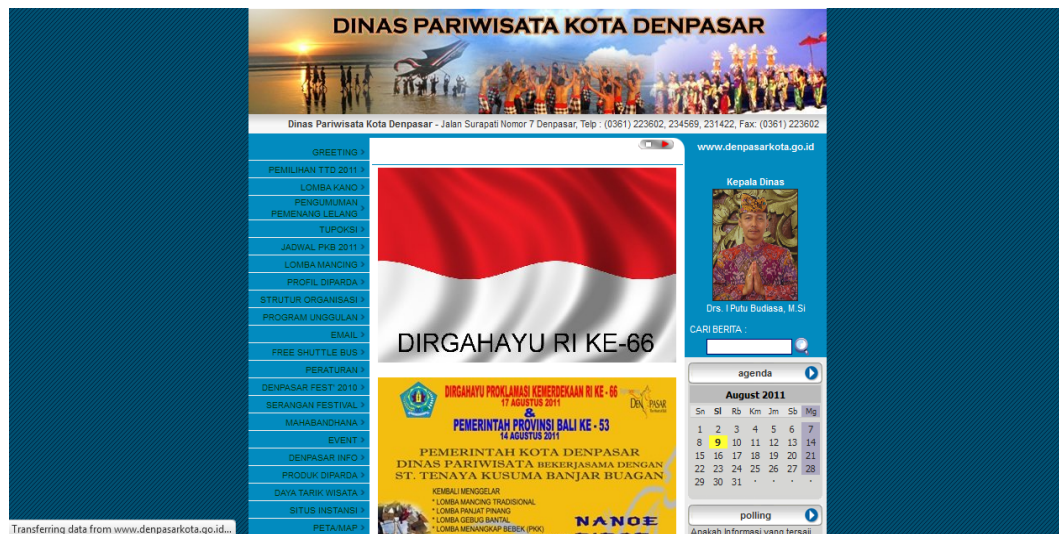 DINAS PARIWISATA KOTA DENPASAR
Dinas Pariwisata Kota Denpasar - Jalan Surapati Nomor 7 Denpasar, Telp : (0361) 223602, 234569, 231422, Fax: (0361) 223602
GREETING
PEMILIHAN TTD 2011
LOMBA KANO
PENGUMUMAN
PEMENANG LELANG
TUPOKSI
JADWAL PKB 2011
LOMBA MANCING
PROFIL DIPARDA
STRUTUR ORGANISASI
PROGRAM UNGGULAN
EMAIL
FREE SHUTTLE BUS
PERATURAN
DENPASAR FEST' 2010
SERANGAN FESTIVAL
MAHABANDHANA
EVENT
DENPASAR INFO
PRODUK DIPARDA
DAYA TARIK WISATA
SITUS INSTANSI
PETA/MAP
DIRGAHAYU RI KE-66
DIRGAHAYU PROKLAMASI KEMERDEKAAN RI KE - 66
17 AGUSTUS 2011
&
PEMERINTAH PROVINSI BALI KE - 53
14 AGUSTUS 2011
DENPASAR
PEMERINTAH KOTA DENPASAR
DINAS PARIWISATA BEKERJASAMA DENGAN
ST. TENAYA KUSUMA BANJAR BUAGAN
KEMBALI MENGGELAR
* LOMBA MANCING TRADISIONAL
* LOMBA PANJAT PINANG
* LOMBA GEBUG BANTAL
* LOMBA MENANGKAP BEBEK (PKK)
www.denpasarkota.go.id
Kepala Dinas
Drs. I Putu Budiasa, M.Si
CARI BERITA :
agenda
August 2011
Sn Sl Rb Km Jm Sb Mg
1 2 3 4 5 6 7
8 9 10 11 12 13 14
15 16 17 18 19 20 21
22 23 24 25 26 27 28
29 30 31 · · · ·
polling
Apakah Informasi yang tersaji
Transferring data from www.denpasarkota.go.id...